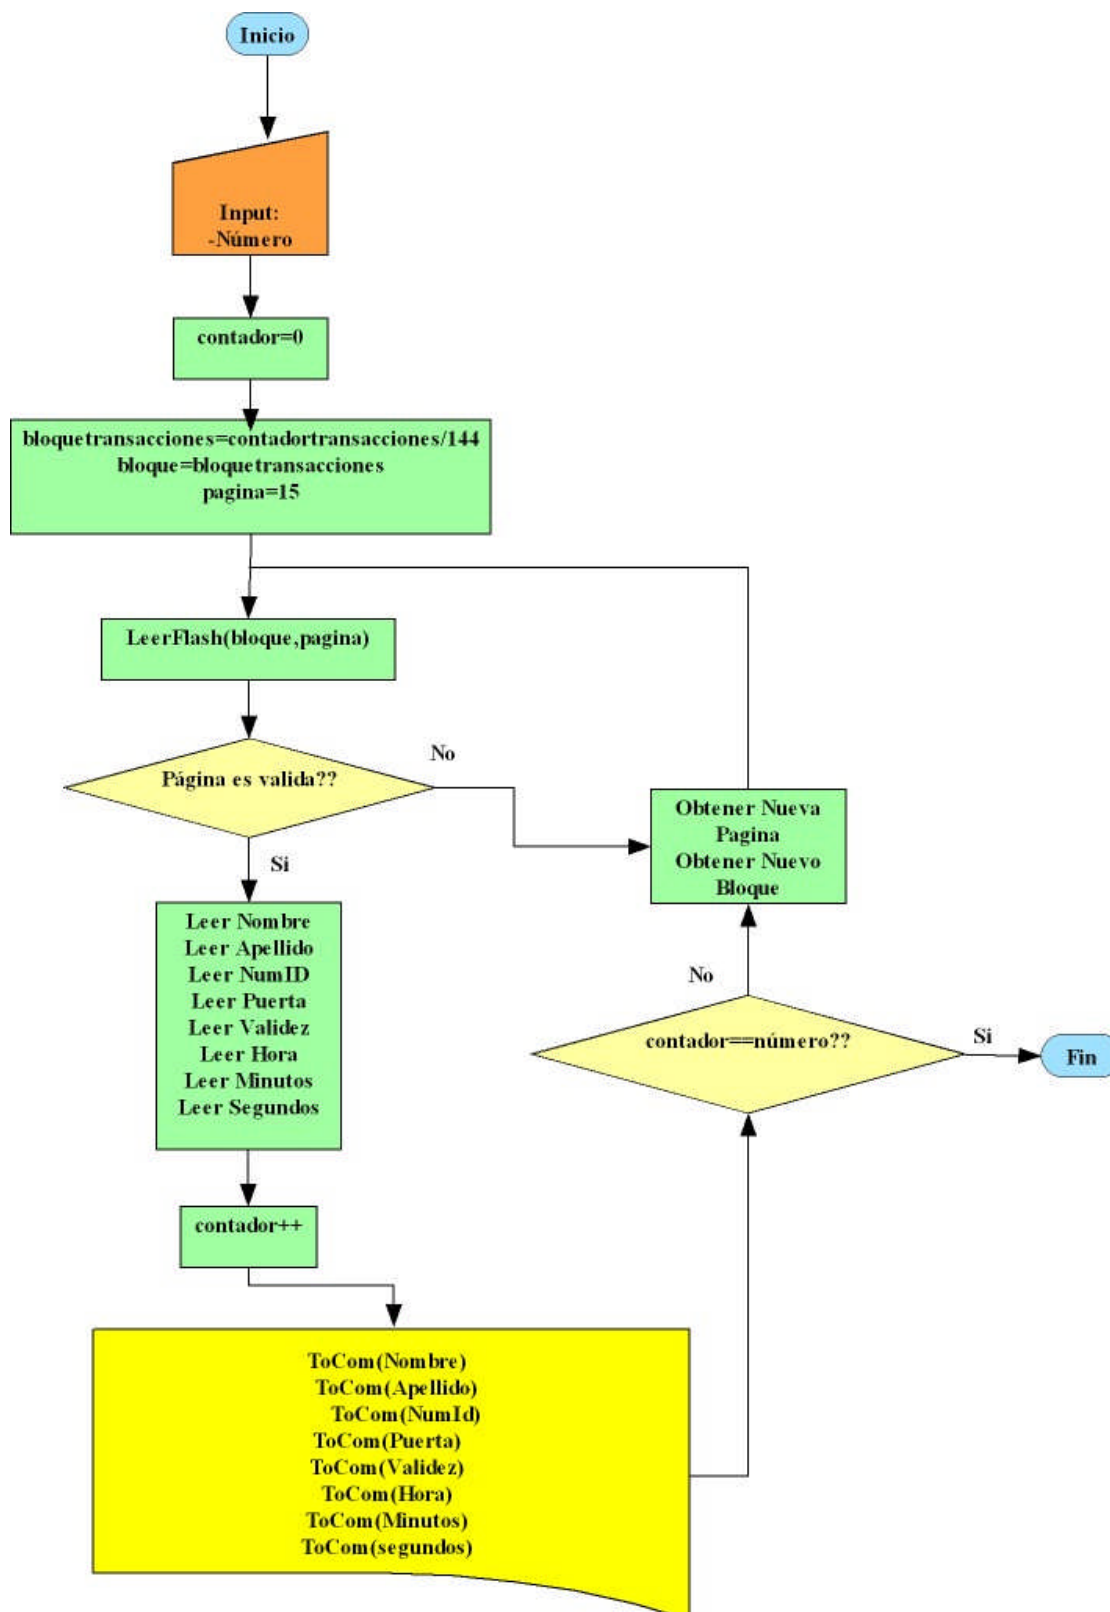 Inicio
Input:
-Número
contador=0
bloquetransacciones=contadortransacciones/144
bloque=bloquetransacciones
pagina=15
LeerFlash(bloque,pagina)
Página es valida??
No
Si
Obtener Nueva
Pagina
Obtener Nuevo
Bloque
Leer Nombre
Leer Apellido
Leer NumID
Leer Puerta
Leer Validez
Leer Hora
Leer Minutos
Leer Segundos
No
contador==número??
Si
Fin
contador++
ToCom(Nombre)
ToCom(Apellido)
ToCom(NumId)
ToCom(Puerta)
ToCom(Validez)
ToCom(Hora)
ToCom(Minutos)
ToCom(segundos)